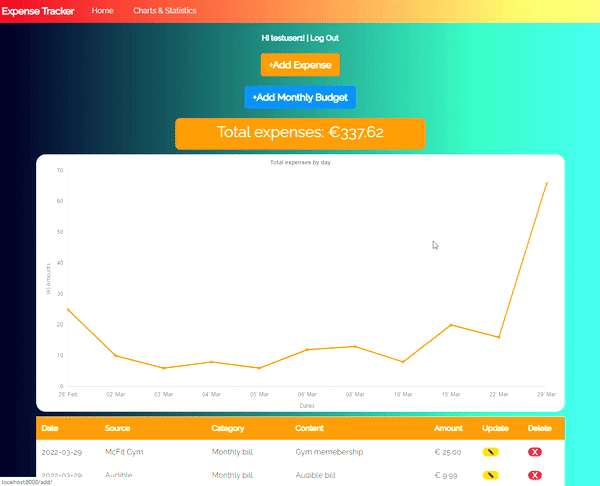 Expense Tracker Home Charts & Statistics
Hi testuser1! | Log Out
+Add Expense
+Add Monthly Budget
Total expenses: €337.62
Total expenses by day
70
60
50
40
30
20
10
0
(€) Amounts
28' Feb 02' Mar 03' Mar 04' Mar 05' Mar 06' Mar 08' Mar 10' Mar 15' Mar 22' Mar 29' Mar
Dates
Date Source Category Content Amount Update Delete
2022-03-29 McFit Gym Monthly bill Gym memebership € 25.00 X
2022-03-29 Audible Monthly bill Audible bill € 9.99 X
localhost:8000/add/